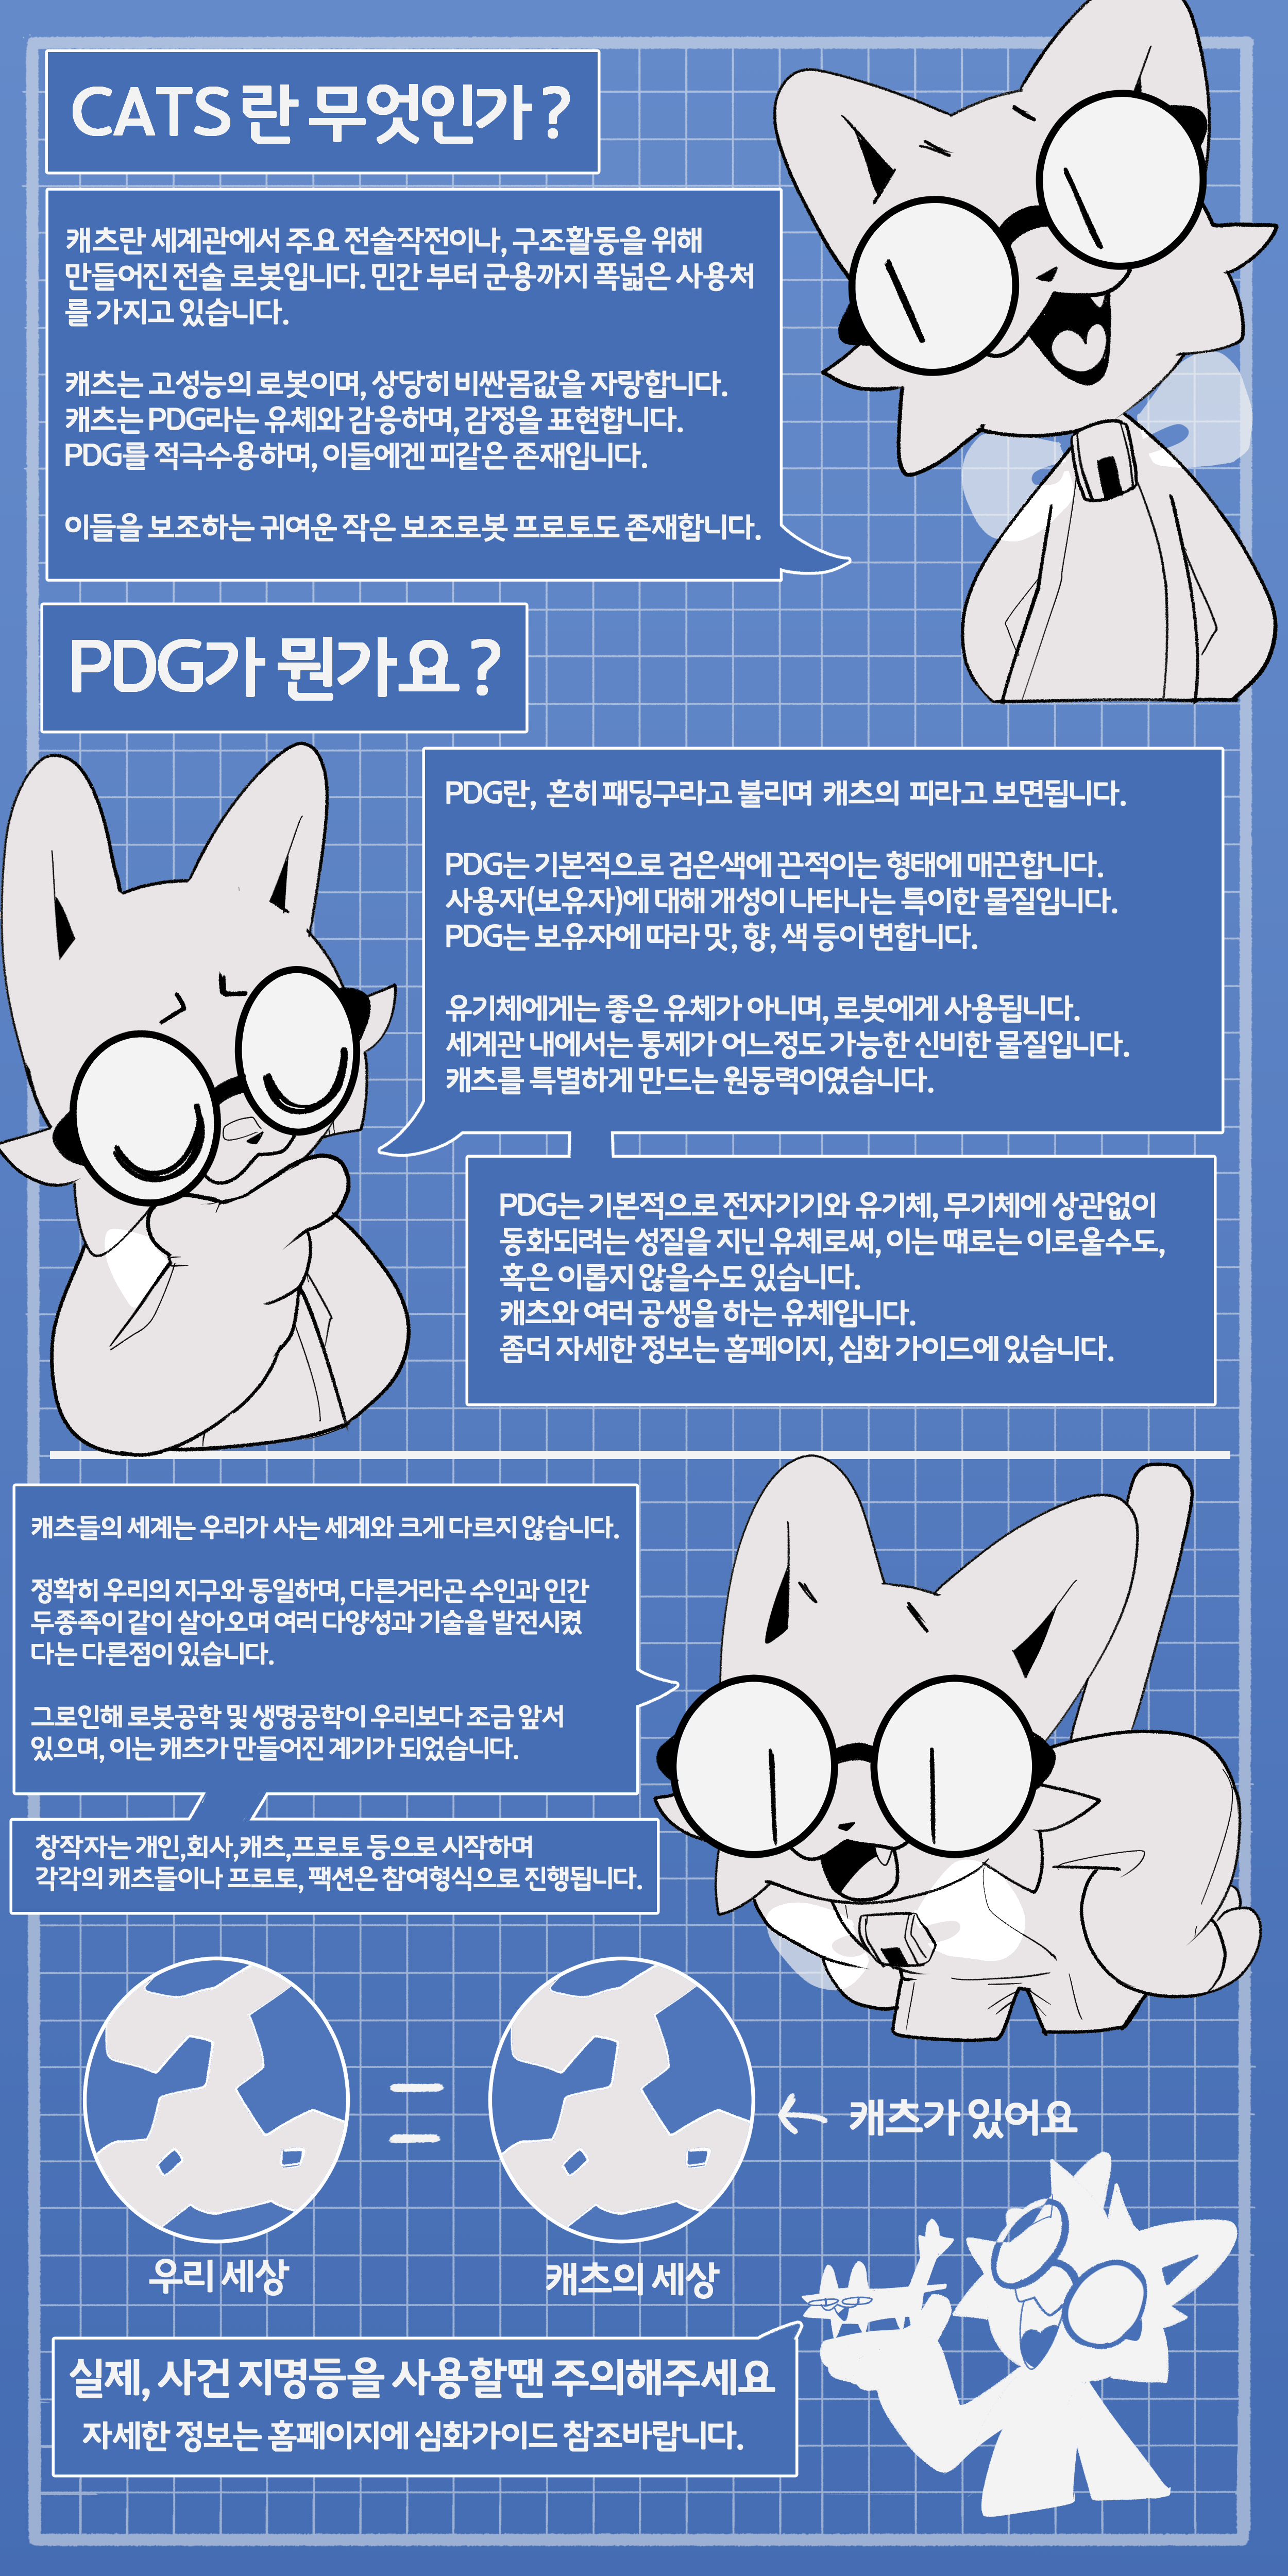 CATS란 무엇인가?
캐츠란 세계관에서 주요 전술작전이나, 구조활동을 위해
만들어진 전술 로봇입니다. 민간 부터 군용까지 폭넓은 사용처
를 가지고 있습니다.
캐츠는 고성능의 로봇이며, 상당히 비싼몸값을 자랑합니다.
캐츠는 PDG라는 유체와 감응하며, 감정을 표현합니다.
PDG를 적극수용하며, 이들에겐 피같은 존재입니다.
이들을 보조하는 귀여운 작은 보조로봇 프로토도 존재합니다.
PDG가 뭔가요?
PDG란, 흔히 패딩구라고 불리며 캐츠의 피라고 보면됩니다.
PDG는 기본적으로 검은색에 끈적이는 형태에 매끈합니다.
사용자(보유자)에 대해 개성이 나타나는 특이한 물질입니다.
PDG는 보유자에 따라 맛, 향, 색 등이 변합니다.
유기체에게는 좋은 유체가 아니며, 로봇에게 사용됩니다.
세계관 내에서는 통제가 어느정도 가능한 신비한 물질입니다.
캐츠를 특별하게 만드는 원동력이였습니다.
PDG는 기본적으로 전자기기와 유기체, 무기체에 상관없이
동화되려는 성질을 지닌 유체로써, 이는 떄로는 이로울수도,
혹은 이롭지 않을수도 있습니다.
캐츠와 여러 공생을 하는 유체입니다.
좀더 자세한 정보는 홈페이지, 심화 가이드에 있습니다.
캐츠들의 세계는 우리가 사는 세계와 크게 다르지 않습니다.
정확히 우리의 지구와 동일하며, 다른거라곤 수인과 인간
두종족이 같이 살아오며 여러 다양성과 기술을 발전시켰
다는 다른점이 있습니다.
그로인해 로봇공학 및 생명공학이 우리보다 조금 앞서
있으며, 이는 캐츠가 만들어진 계기가 되었습니다.
창작자는 개인,회사,캐츠,프로토 등으로 시작하며
각각의 캐츠들이나 프로토, 팩션은 참여형식으로 진행됩니다.
=
← 캐츠가 있어요
우리 세상
캐츠의 세상
실제, 사건 지명등을 사용할땐 주의해주세요
자세한 정보는 홈페이지에 심화가이드 참조바랍니다.